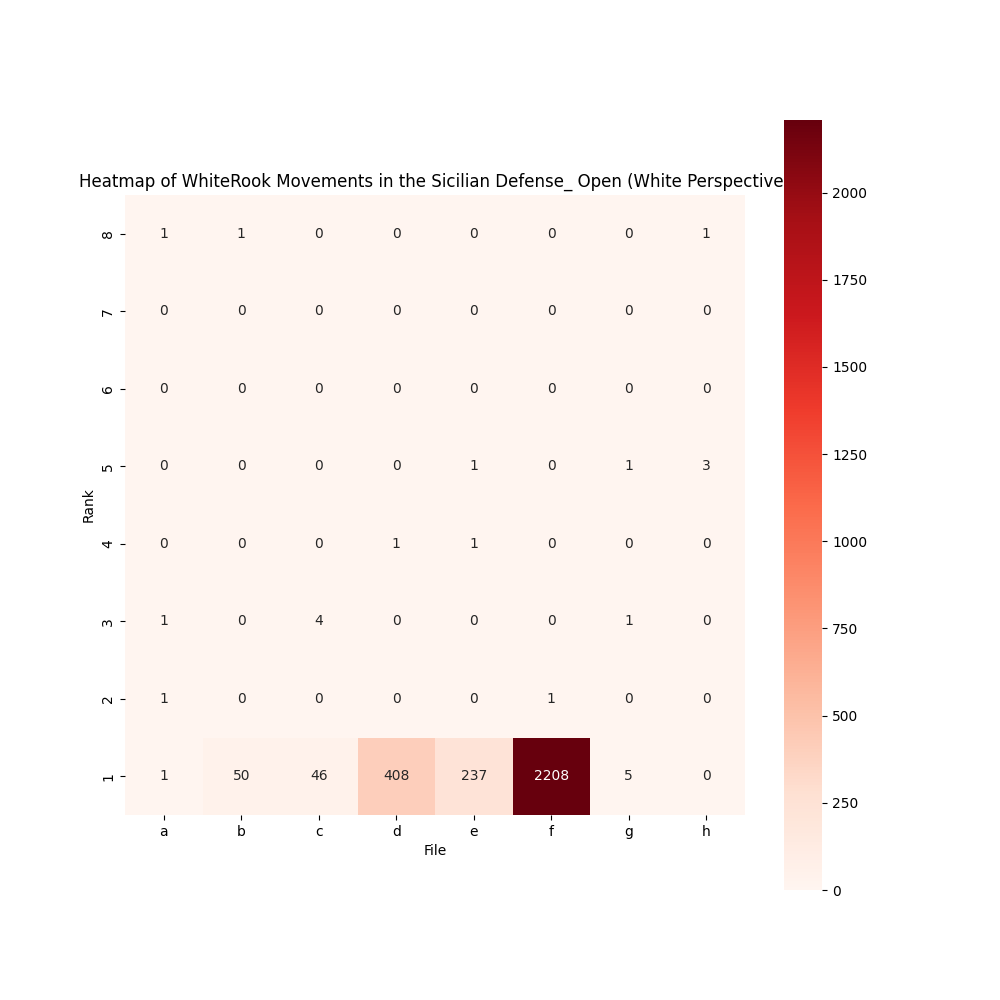 Heatmap of WhiteRook Movements in the Sicilian Defense_ Open (White Perspective
8 1 1 0 0 0 0 0 1
7 0 0 0 0 0 0 0 0
6 0 0 0 0 0 0 0 0
5 0 0 0 0 1 0 1 3
4 0 0 0 1 1 0 0 0
3 1 0 4 0 0 0 1 0
2 1 0 0 0 0 1 0 0
1 1 50 46 408 237 2208 5 0
a b c d e f g h
File
Rank
2000
1750
1500
1250
1000
750
500
250
0